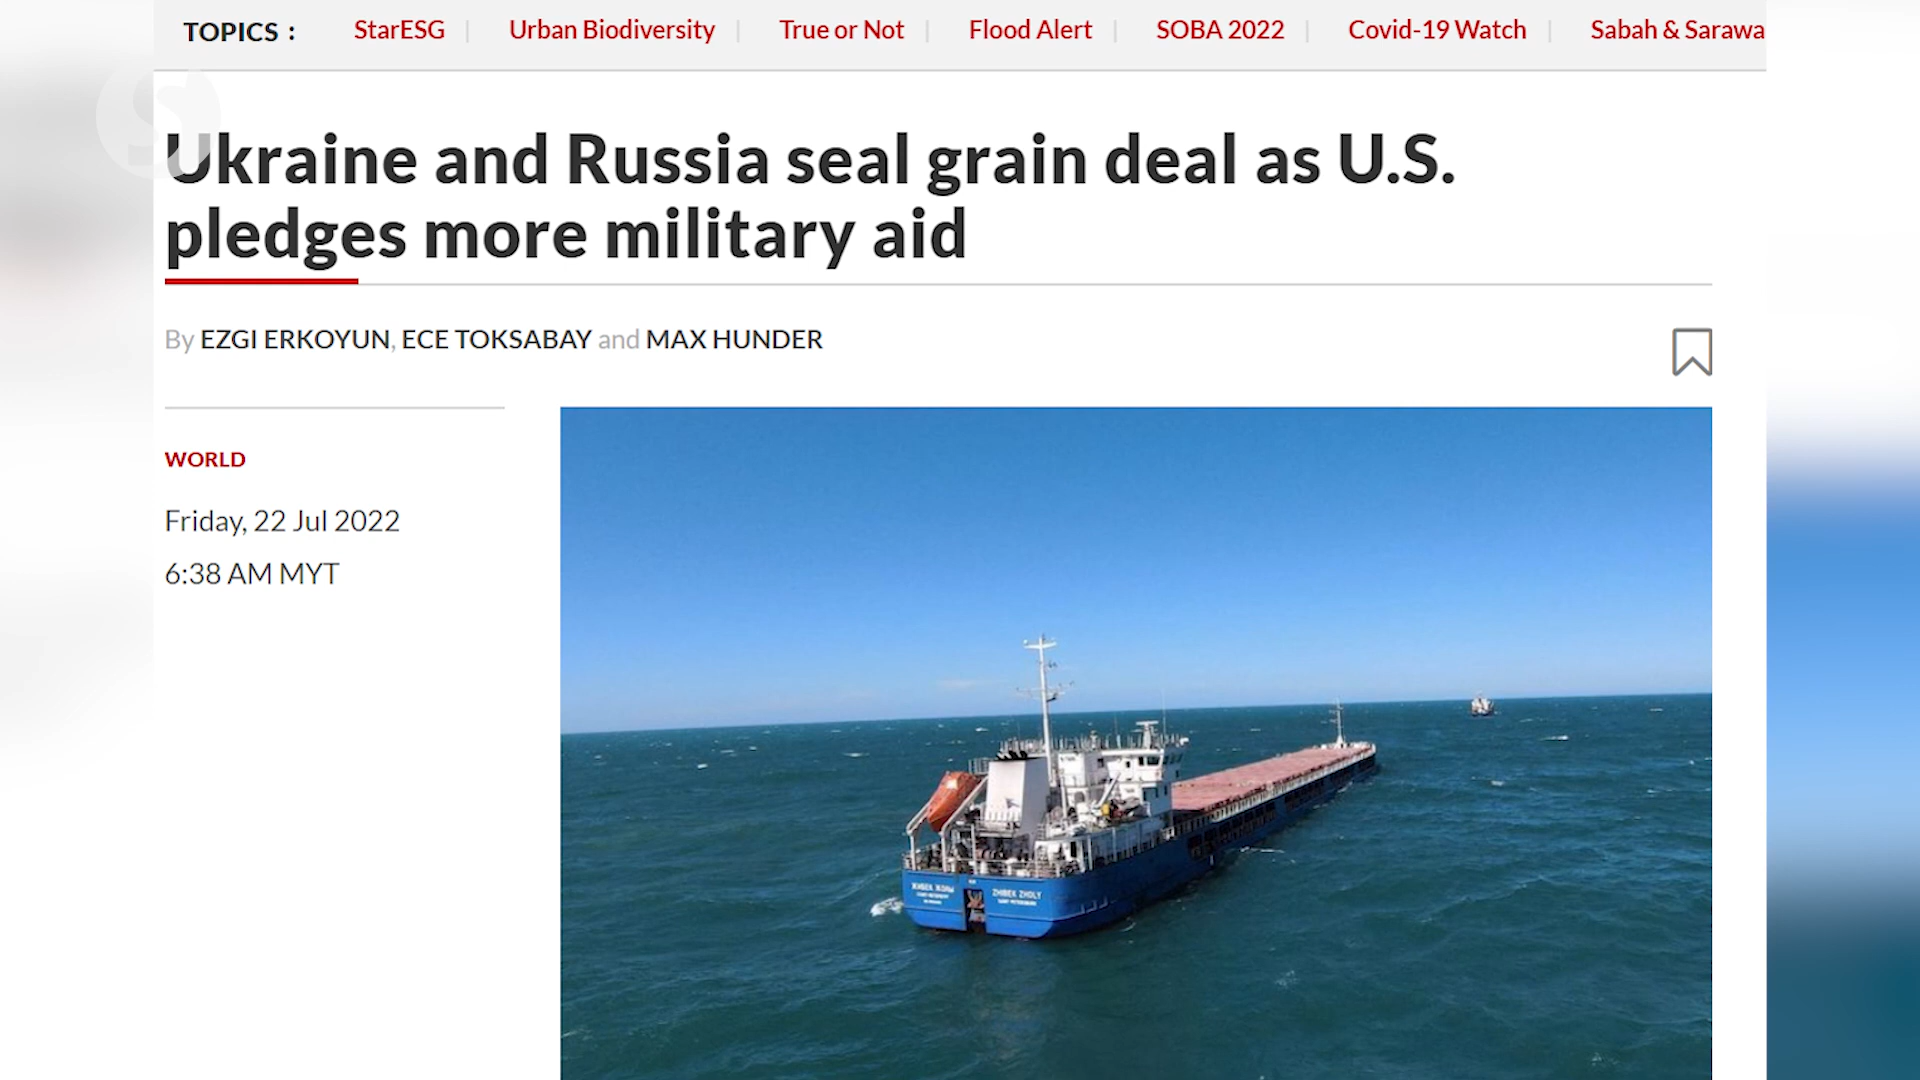 TOPICS :
StarESG | Urban Biodiversity | True or Not | Flood Alert | SOBA 2022 | Covid-19 Watch | Sabah & Sarawa
Ukraine and Russia seal grain deal as U.S.
pledges more military aid
By EZGI ERKOYUN, ECE TOKSABAY and MAX HUNDER
WORLD
Friday, 22 Jul 2022
6:38 AM MYT
ZHIBEK ZHOLY